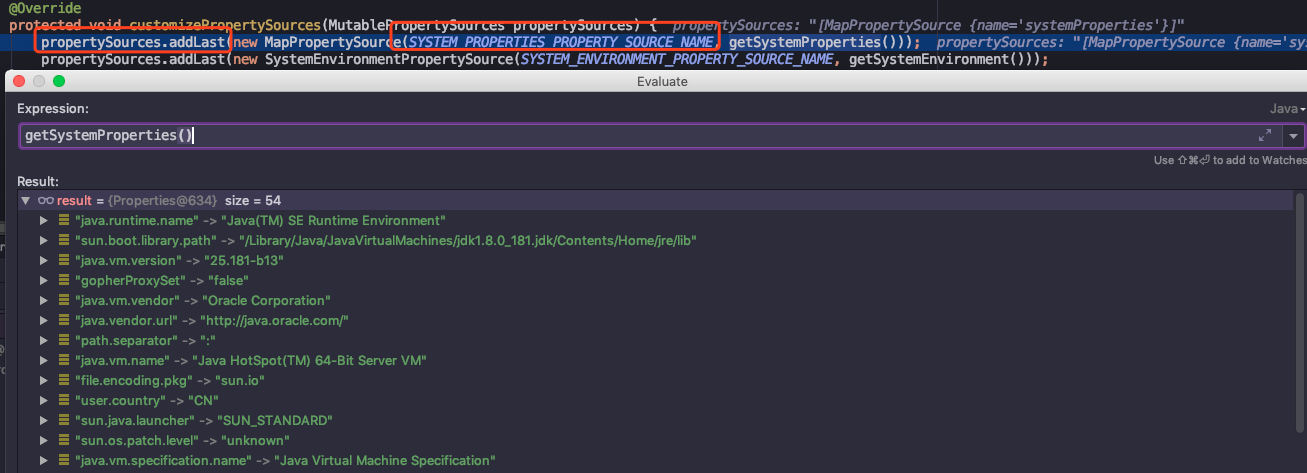 @Override
protected void customizePropertySources(MutablePropertySources propertySources) { propertySources: "[MapPropertySource {name='systemProperties'}]"
propertySources.addLast(new MapPropertySource(SYSTEM_PROPERTIES_PROPERTY_SOURCE_NAME, getSystemProperties())); propertySources: "[MapPropertySource {name='sys
propertySources.addLast(new SystemEnvironmentPropertySource(SYSTEM_ENVIRONMENT_PROPERTY_SOURCE_NAME, getSystemEnvironment()));
Evaluate
Expression:
Java
getSystemProperties()
Use ⇧⌘⏎ to add to Watches
Result:
result = {Properties@634} size = 54
"java.runtime.name" -> "Java(TM) SE Runtime Environment"
"sun.boot.library.path" -> "/Library/Java/JavaVirtualMachines/jdk1.8.0_181.jdk/Contents/Home/jre/lib"
"java.vm.version" -> "25.181-b13"
"gopherProxySet" -> "false"
"java.vm.vendor" -> "Oracle Corporation"
"java.vendor.url" -> "http://java.oracle.com/"
"path.separator" -> ":"
"java.vm.name" -> "Java HotSpot(TM) 64-Bit Server VM"
"file.encoding.pkg" -> "sun.io"
"user.country" -> "CN"
"sun.java.launcher" -> "SUN_STANDARD"
"sun.os.patch.level" -> "unknown"
"java.vm.specification.name" -> "Java Virtual Machine Specification"